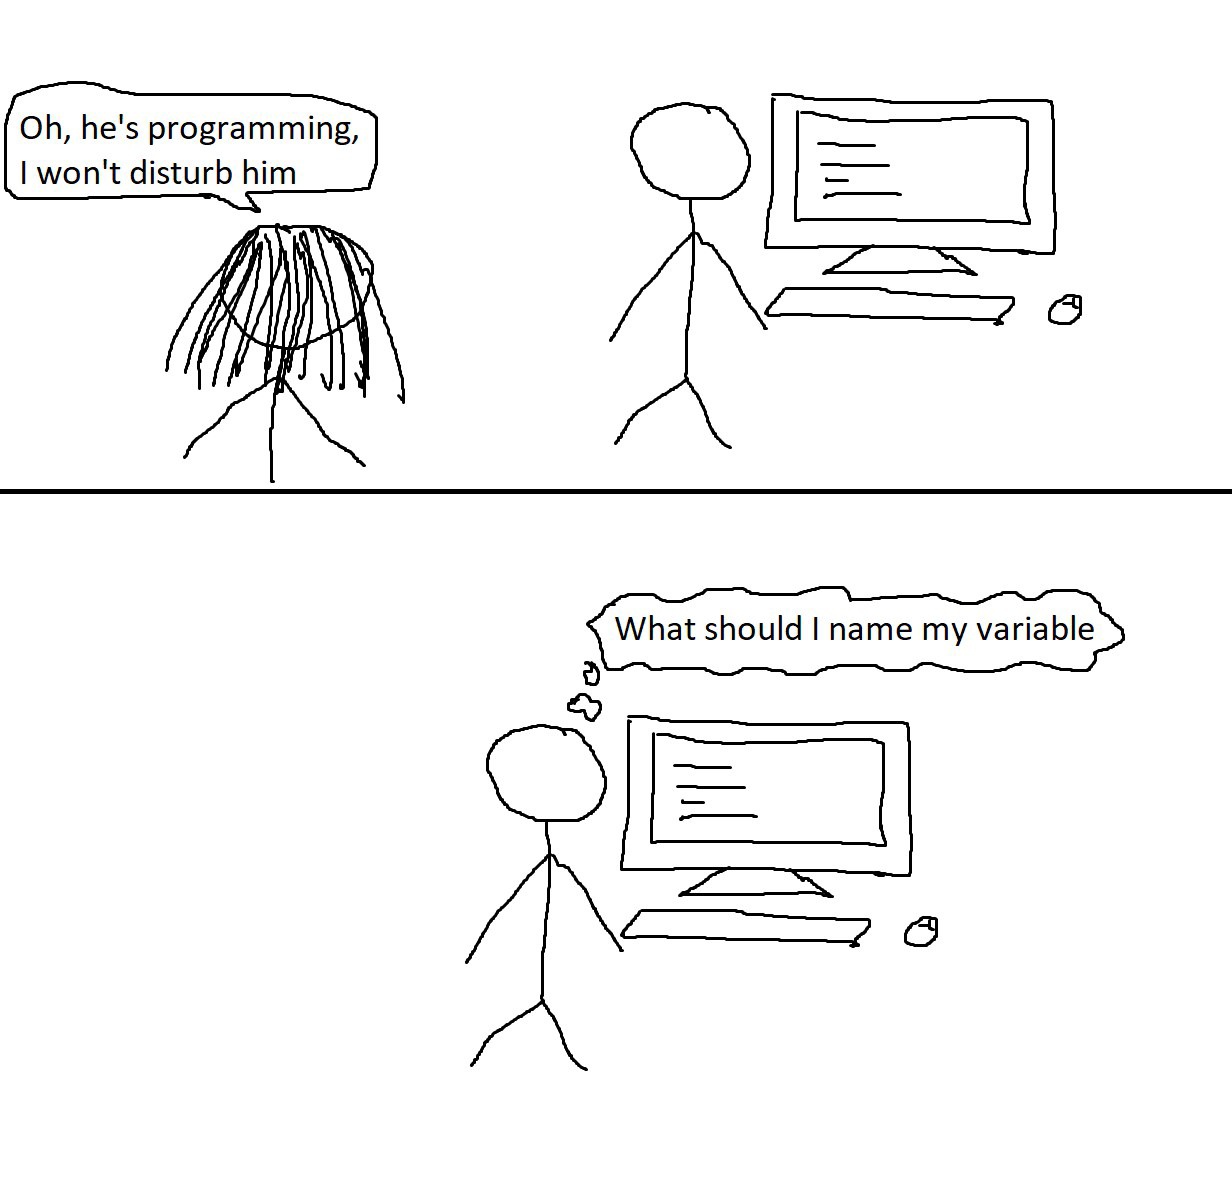 Oh, he's programming,
I won't disturb him
What should I name my variable